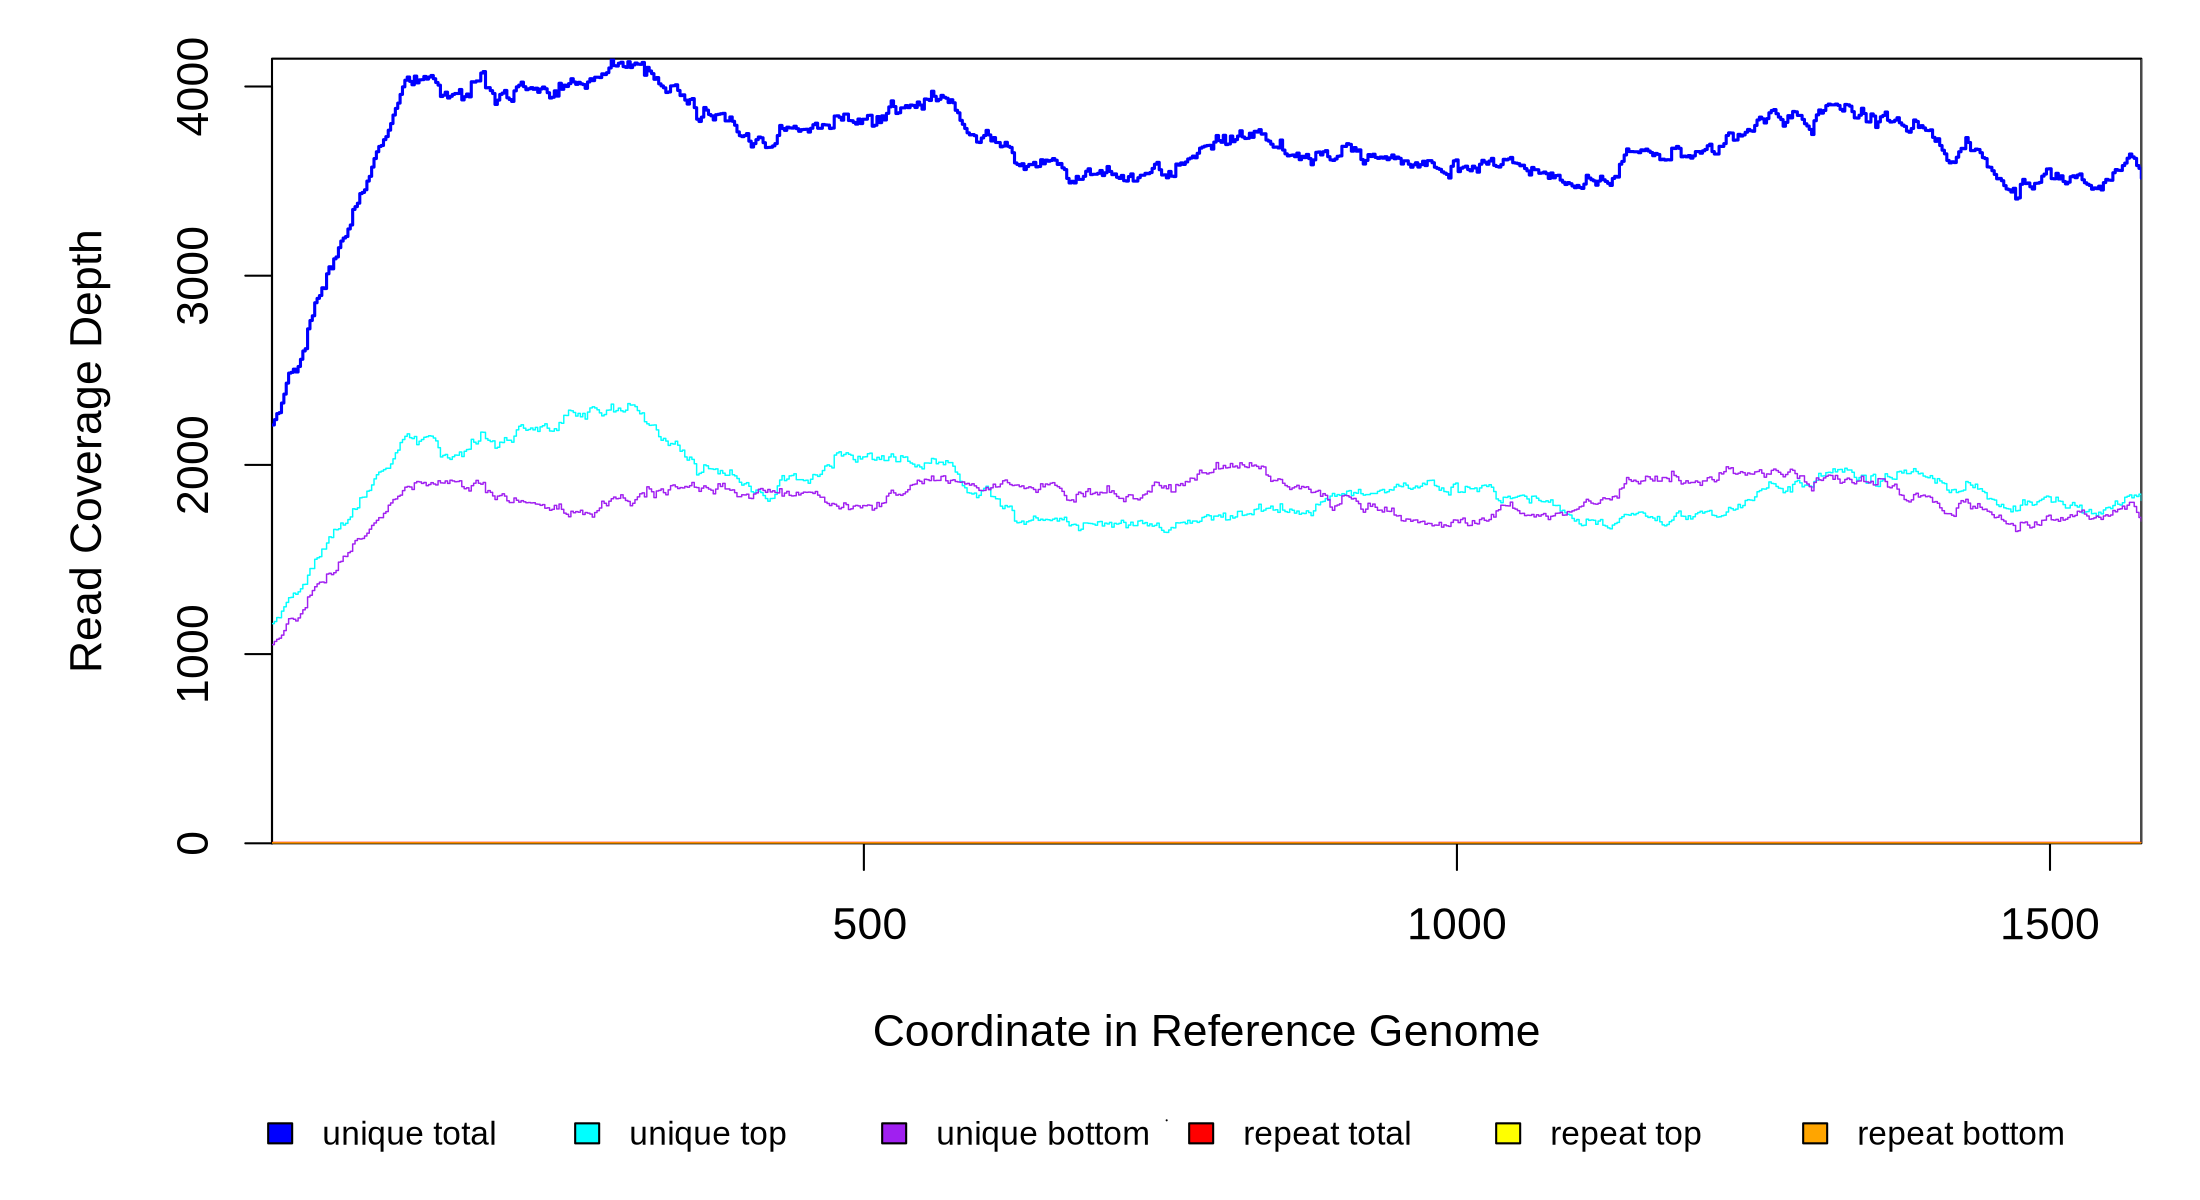 Read Coverage Depth
4000
3000
2000
1000
0
500 1000 1500
Coordinate in Reference Genome
unique total unique top unique bottom repeat total repeat top repeat bottom